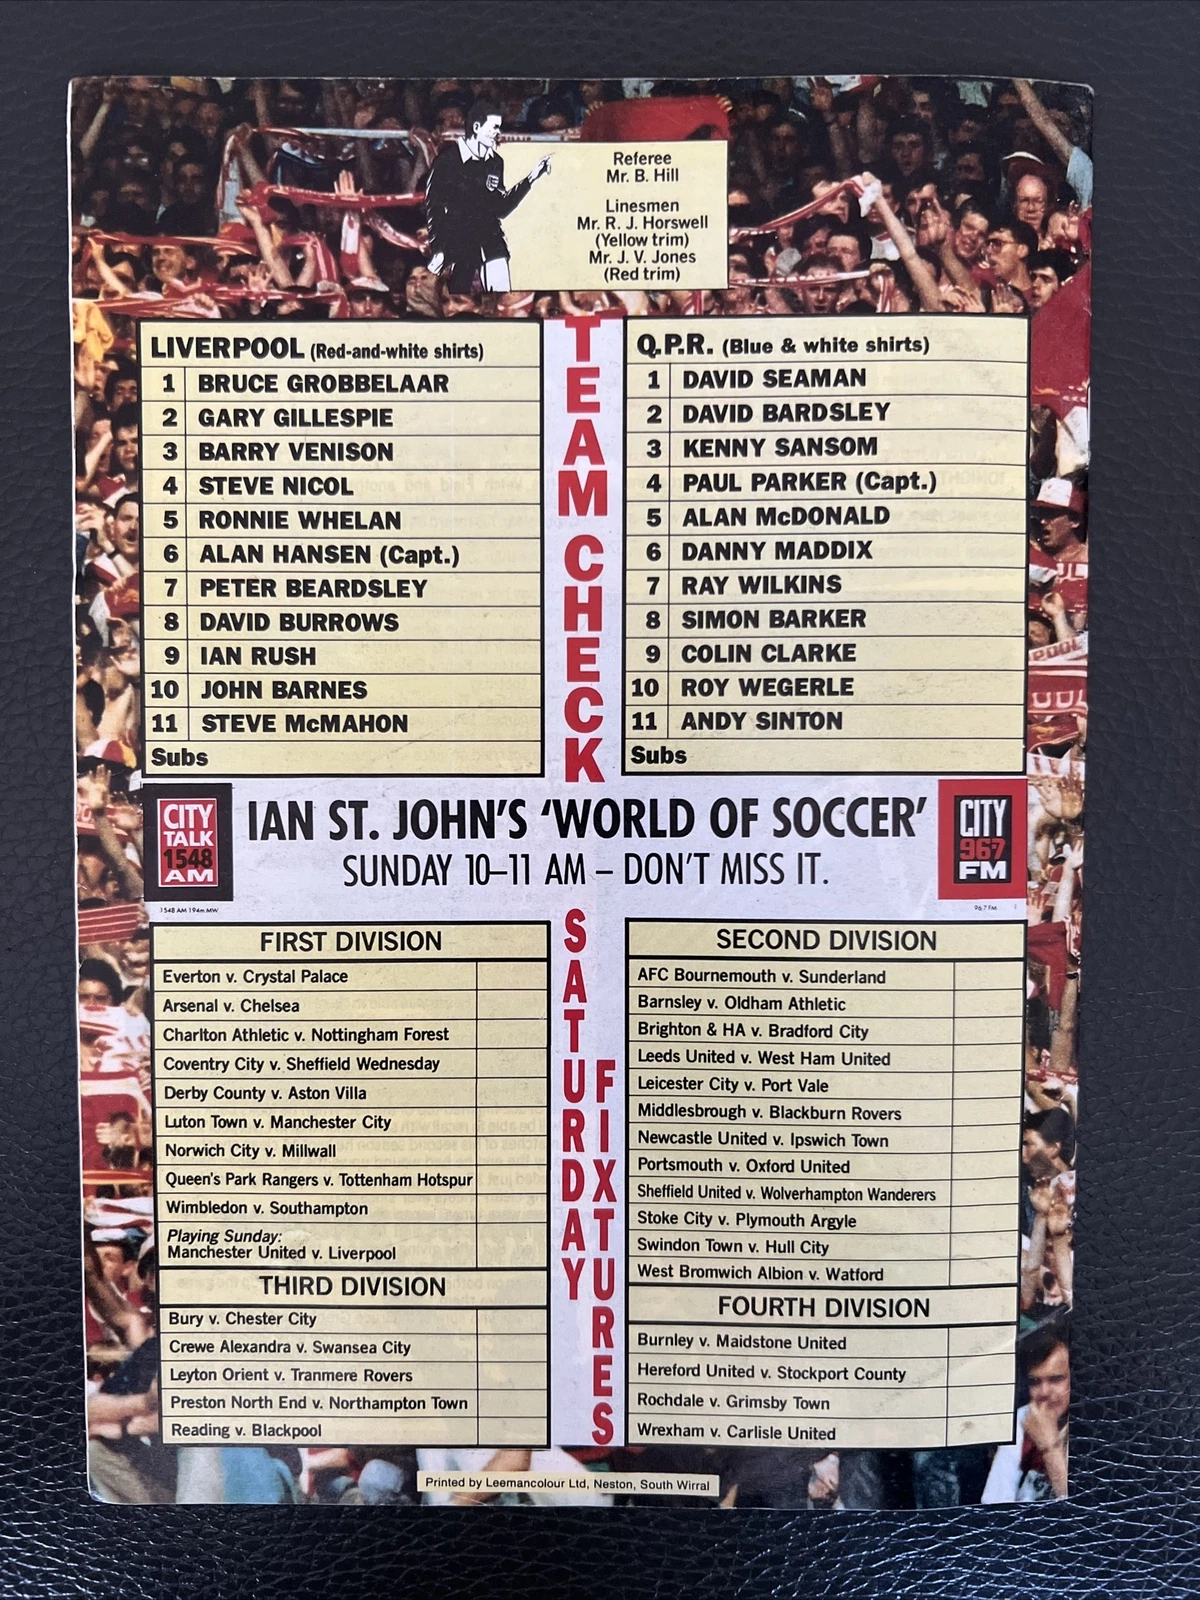 Referee
Mr. B. Hill
Linesmen
Mr. R. J. Horswell
(Yellow trim)
Mr. J. V. Jones
(Red trim)
TEAM CHECK
LIVERPOOL (Red-and-white shirts)
1 BRUCE GROBBELAAR
2 GARY GILLESPIE
3 BARRY VENISON
4 STEVE NICOL
5 RONNIE WHELAN
6 ALAN HANSEN (Capt.)
7 PETER BEARDSLEY
8 DAVID BURROWS
9 IAN RUSH
10 JOHN BARNES
11 STEVE McMAHON
Subs
Q.P.R. (Blue & white shirts)
1 DAVID SEAMAN
2 DAVID BARDSLEY
3 KENNY SANSOM
4 PAUL PARKER (Capt.)
5 ALAN McDONALD
6 DANNY MADDIX
7 RAY WILKINS
8 SIMON BARKER
9 COLIN CLARKE
10 ROY WEGERLE
11 ANDY SINTON
Subs
CITY
TALK
1548
AM
1548 AM 194m MW
IAN ST. JOHN'S 'WORLD OF SOCCER'
SUNDAY 10–11 AM – DON'T MISS IT.
CITY
96·7
FM
96.7 FM
SATURDAY
FIXTURES
FIRST DIVISION
Everton v. Crystal Palace
Arsenal v. Chelsea
Charlton Athletic v. Nottingham Forest
Coventry City v. Sheffield Wednesday
Derby County v. Aston Villa
Luton Town v. Manchester City
Norwich City v. Millwall
Queen's Park Rangers v. Tottenham Hotspur
Wimbledon v. Southampton
Playing Sunday:
Manchester United v. Liverpool
THIRD DIVISION
Bury v. Chester City
Crewe Alexandra v. Swansea City
Leyton Orient v. Tranmere Rovers
Preston North End v. Northampton Town
Reading v. Blackpool
SECOND DIVISION
AFC Bournemouth v. Sunderland
Barnsley v. Oldham Athletic
Brighton & HA v. Bradford City
Leeds United v. West Ham United
Leicester City v. Port Vale
Middlesbrough v. Blackburn Rovers
Newcastle United v. Ipswich Town
Portsmouth v. Oxford United
Sheffield United v. Wolverhampton Wanderers
Stoke City v. Plymouth Argyle
Swindon Town v. Hull City
West Bromwich Albion v. Watford
FOURTH DIVISION
Burnley v. Maidstone United
Hereford United v. Stockport County
Rochdale v. Grimsby Town
Wrexham v. Carlisle United
Printed by Leemancolour Ltd, Neston, South Wirral